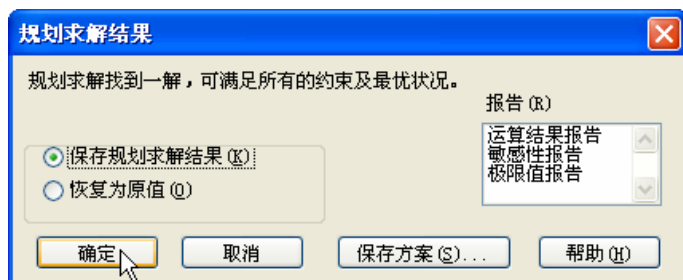 规划求解结果
规划求解找到一解，可满足所有的约束及最优状况。
报告(R)
运算结果报告
敏感性报告
极限值报告
保存规划求解结果(K)
恢复为原值(O)
确定 取消 保存方案(S)... 帮助(H)